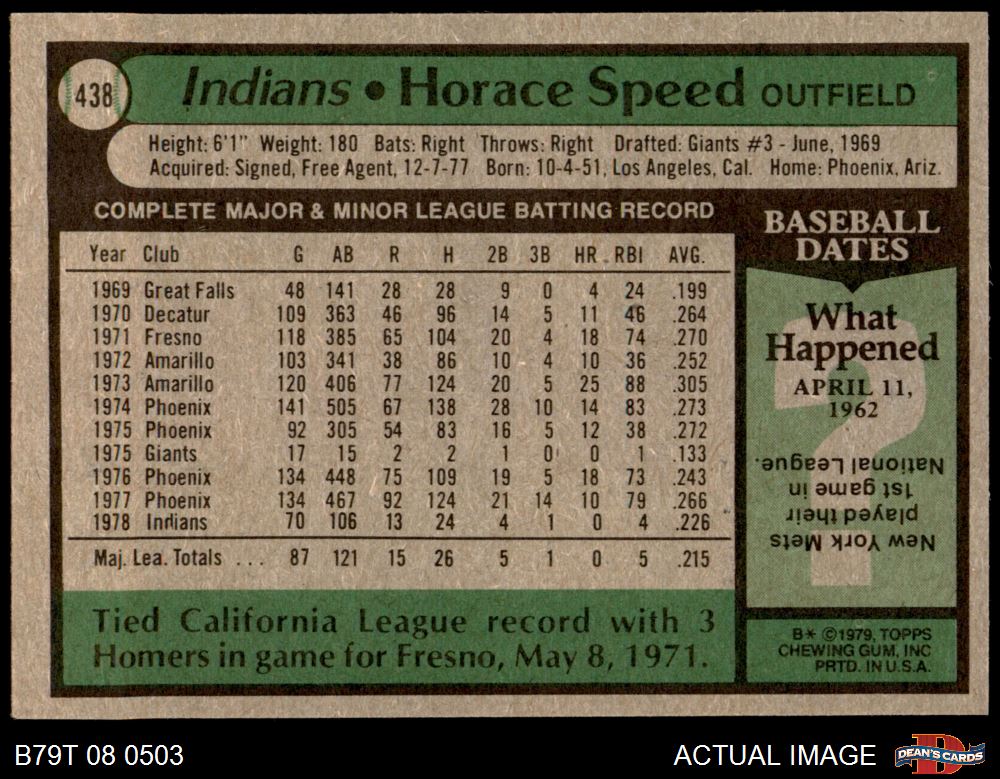 438
Indians • Horace Speed OUTFIELD
Height: 6'1" Weight: 180 Bats: Right Throws: Right Drafted: Giants #3 - June, 1969
Acquired: Signed, Free Agent, 12-7-77 Born: 10-4-51, Los Angeles, Cal. Home: Phoenix, Ariz.
COMPLETE MAJOR & MINOR LEAGUE BATTING RECORD
Year Club G AB R H 2B 3B HR RBI AVG.
1969 Great Falls 48 141 28 28 9 0 4 24 .199
1970 Decatur 109 363 46 96 14 5 11 46 .264
1971 Fresno 118 385 65 104 20 4 18 74 .270
1972 Amarillo 103 341 38 86 10 4 10 36 .252
1973 Amarillo 120 406 77 124 20 5 25 88 .305
1974 Phoenix 141 505 67 138 28 10 14 83 .273
1975 Phoenix 92 305 54 83 16 5 12 38 .272
1975 Giants 17 15 2 2 1 0 0 1 .133
1976 Phoenix 134 448 75 109 19 5 18 73 .243
1977 Phoenix 134 467 92 124 21 14 10 79 .266
1978 Indians 70 106 13 24 4 1 0 4 .226
Maj. Lea. Totals ... 87 121 15 26 5 1 0 5 .215
Tied California League record with 3
Homers in game for Fresno, May 8, 1971.
BASEBALL
DATES
What
Happened
APRIL 11,
1962
?
New York Mets
played their
1st game in
National League.
B* ©1979, TOPPS
CHEWING GUM, INC
PRTD. IN U.S.A.
B79T 08 0503
ACTUAL IMAGE
D
DEAN'S CARDS